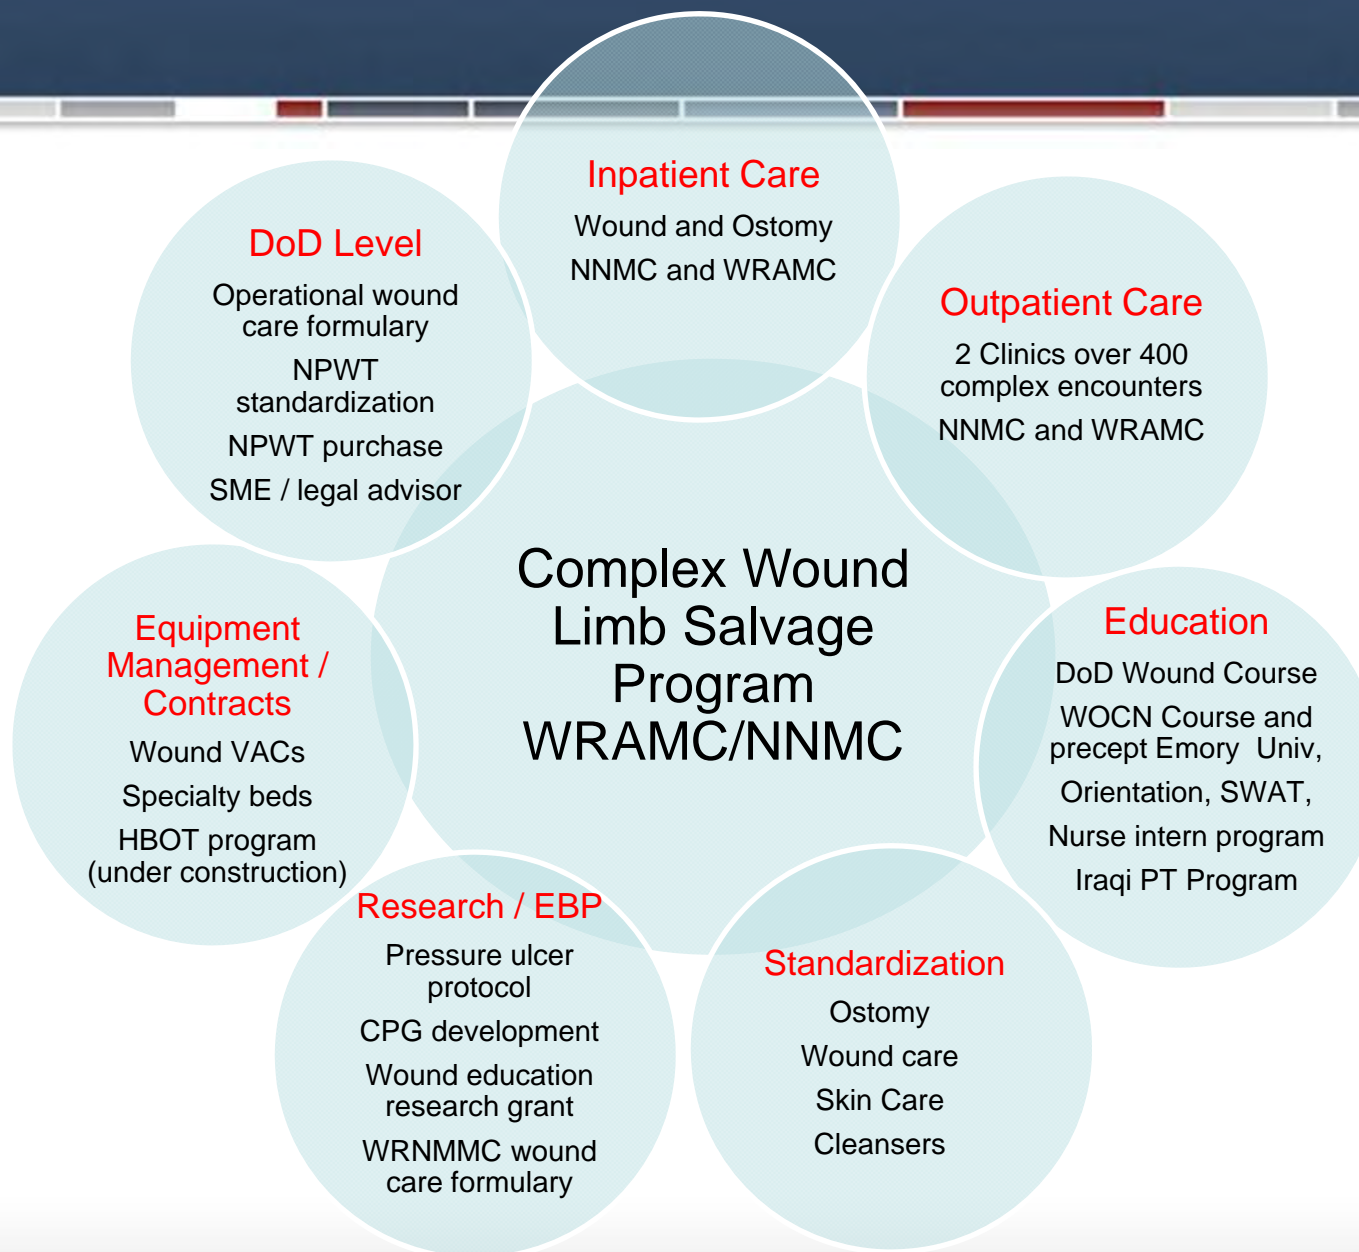 Inpatient Care
Wound and Ostomy
NNMC and WRAMC
Outpatient Care
2 Clinics over 400
complex encounters
NNMC and WRAMC
Education
DoD Wound Course
WOCN Course and
precept Emory  Univ,
Orientation, SWAT,
Nurse intern program
Iraqi PT Program
Standardization
Ostomy
Wound care
Skin Care
Cleansers
Research / EBP
Pressure ulcer
protocol
CPG development
Wound education
research grant
WRNMMC wound
care formulary
Equipment
Management /
Contracts
Wound VACs
Specialty beds
HBOT program
(under construction)
DoD Level
Operational wound
care formulary
NPWT
standardization
NPWT purchase
SME / legal advisor
Complex Wound
Limb Salvage
Program
WRAMC/NNMC